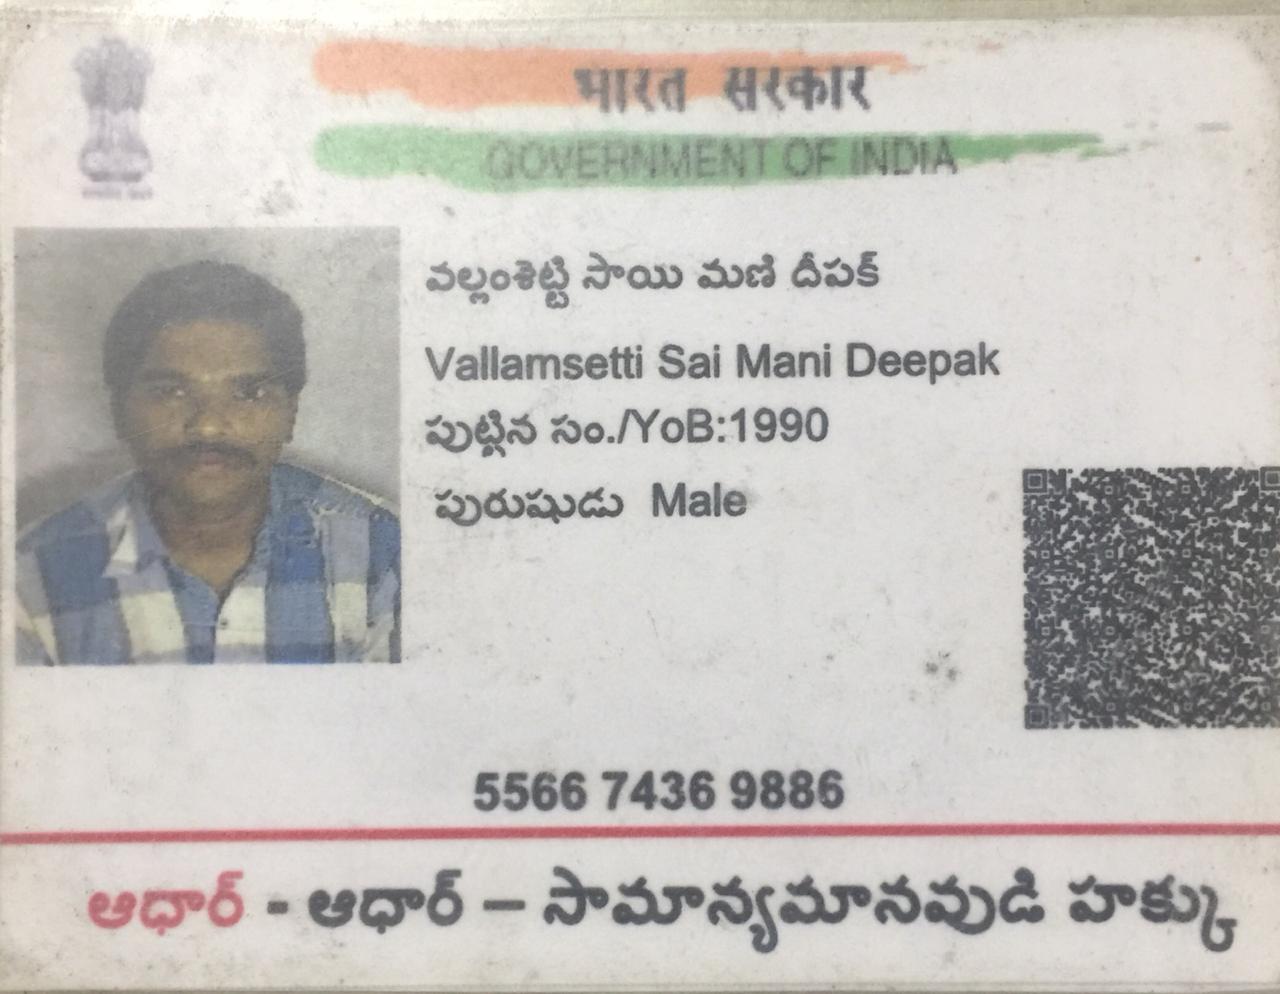 भारत सरकार
GOVERNMENT OF INDIA
వల్లంశెట్టి సాయి మణి దీపక్
Vallamsetti Sai Mani Deepak
పుట్టిన సం./YoB:1990
పురుషుడు Male
5566 7436 9886
ఆధార్ - ఆధార్ – సామాన్యమానవుడి హక్కు